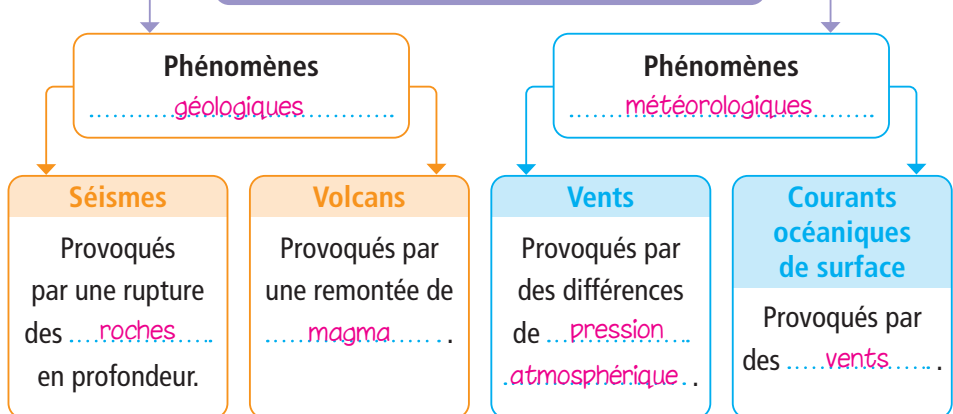 Phénomènes
géologiques
Phénomènes
météorologiques
Séismes
Provoqués
par une rupture
des roches
en profondeur.
Volcans
Provoqués par
une remontée de
magma.
Vents
Provoqués par
des différences
de pression
atmosphérique.
Courants
océaniques
de surface
Provoqués par
des vents.